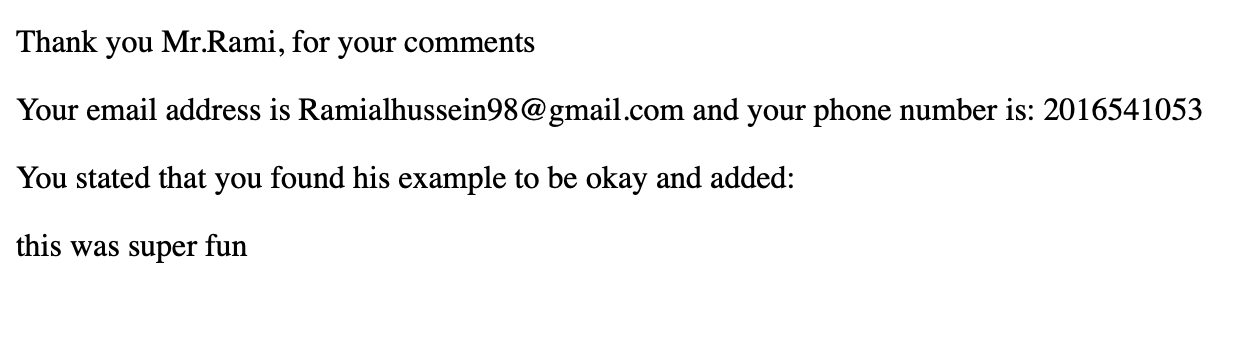 Thank you Mr.Rami, for your comments
Your email address is Ramialhussein98@gmail.com and your phone number is: 2016541053
You stated that you found his example to be okay and added:
this was super fun